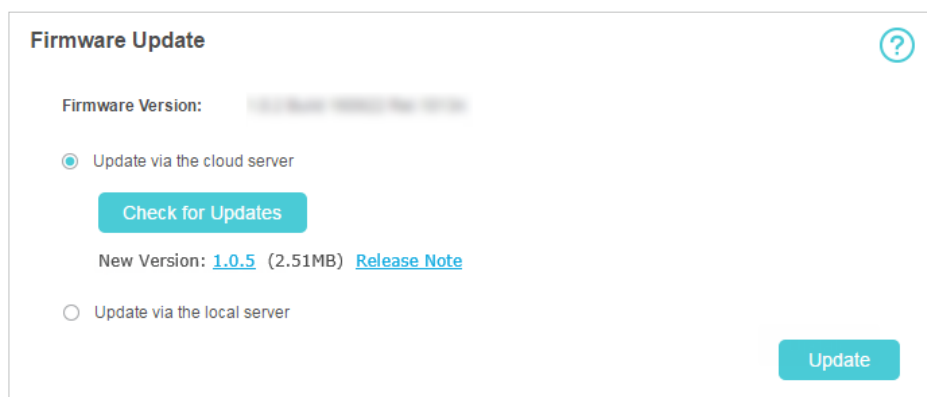 Firmware Update
?
Firmware Version:
Update via the cloud server
Check for Updates
New Version: 1.0.5 (2.51MB) Release Note
Update via the local server
Update